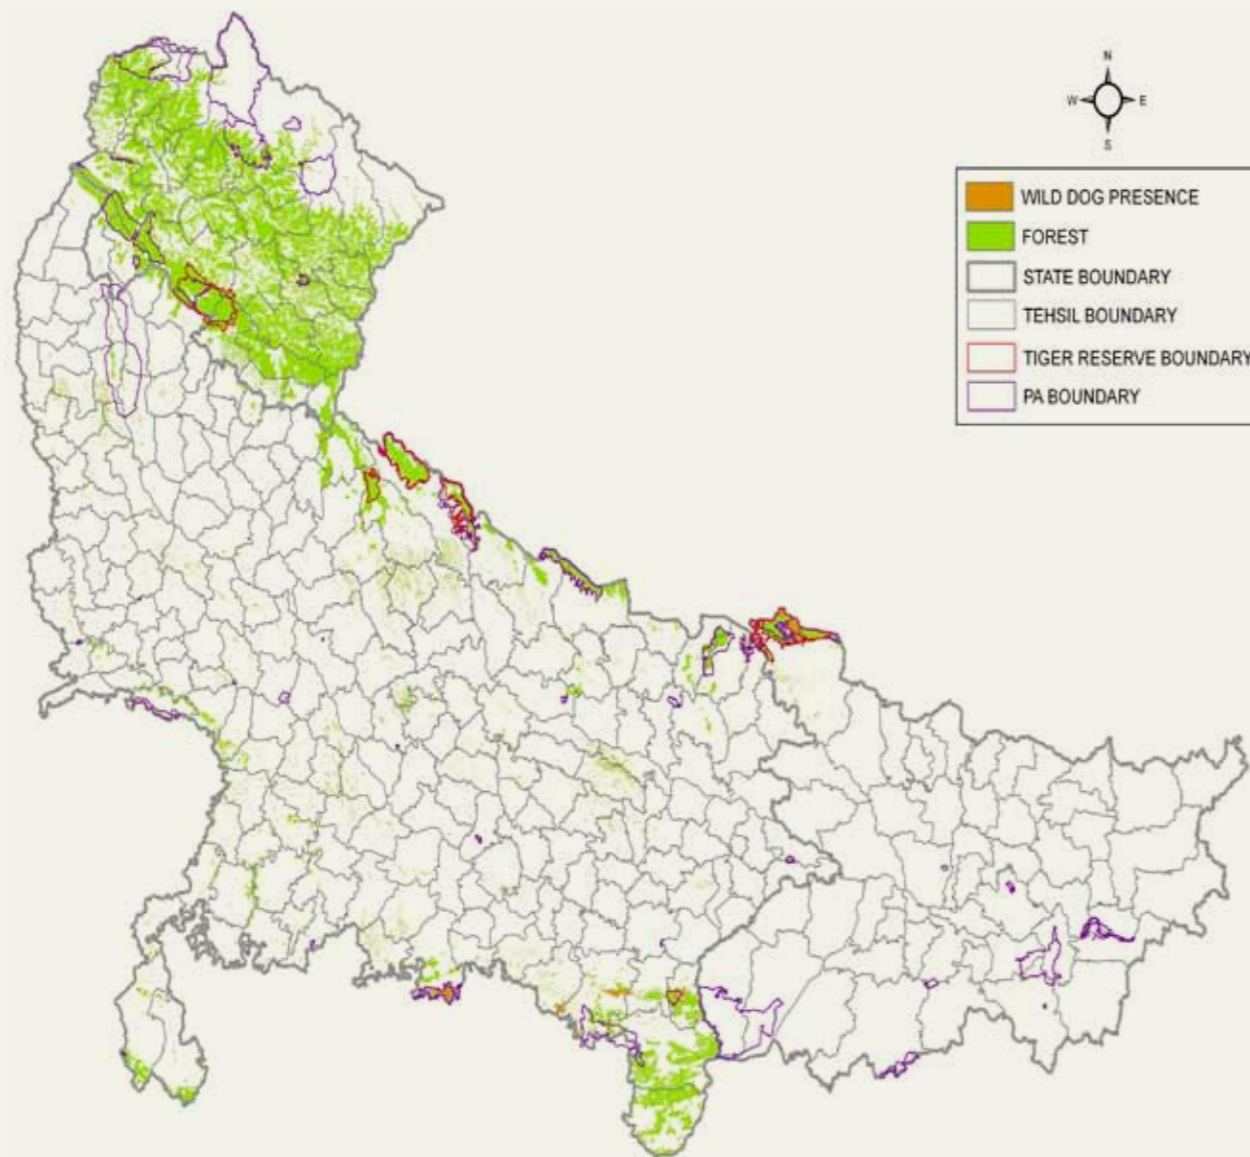 N
W E
S
WILD DOG PRESENCE
FOREST
STATE BOUNDARY
TEHSIL BOUNDARY
TIGER RESERVE BOUNDARY
PA BOUNDARY